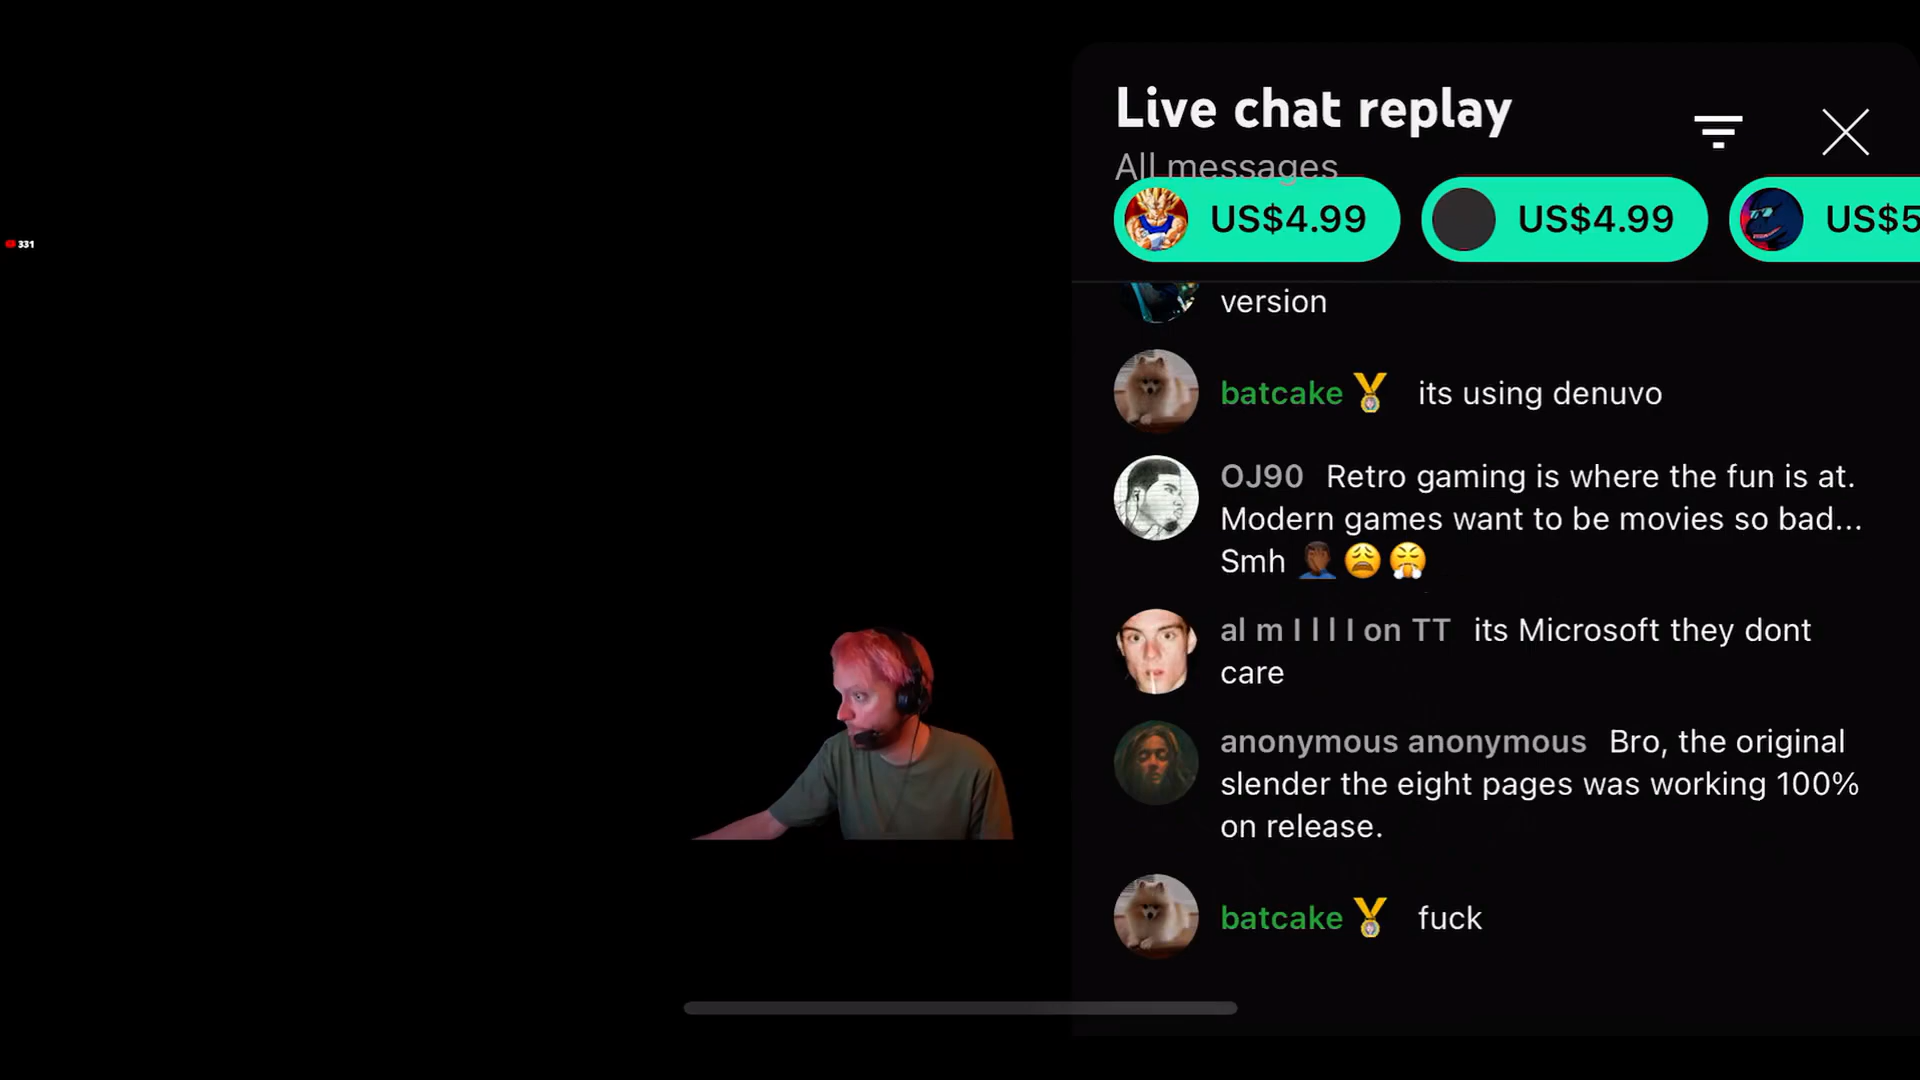 Live chat replay
All messages
US$4.99
US$4.99
US$5
331
version
batcake its using denuvo
OJ90 Retro gaming is where the fun is at.
Modern games want to be movies so bad...
Smh 🤦🏾‍♂️😩😤
al m I l l I on TT its Microsoft they dont
care
anonymous anonymous Bro, the original
slender the eight pages was working 100%
on release.
batcake fuck